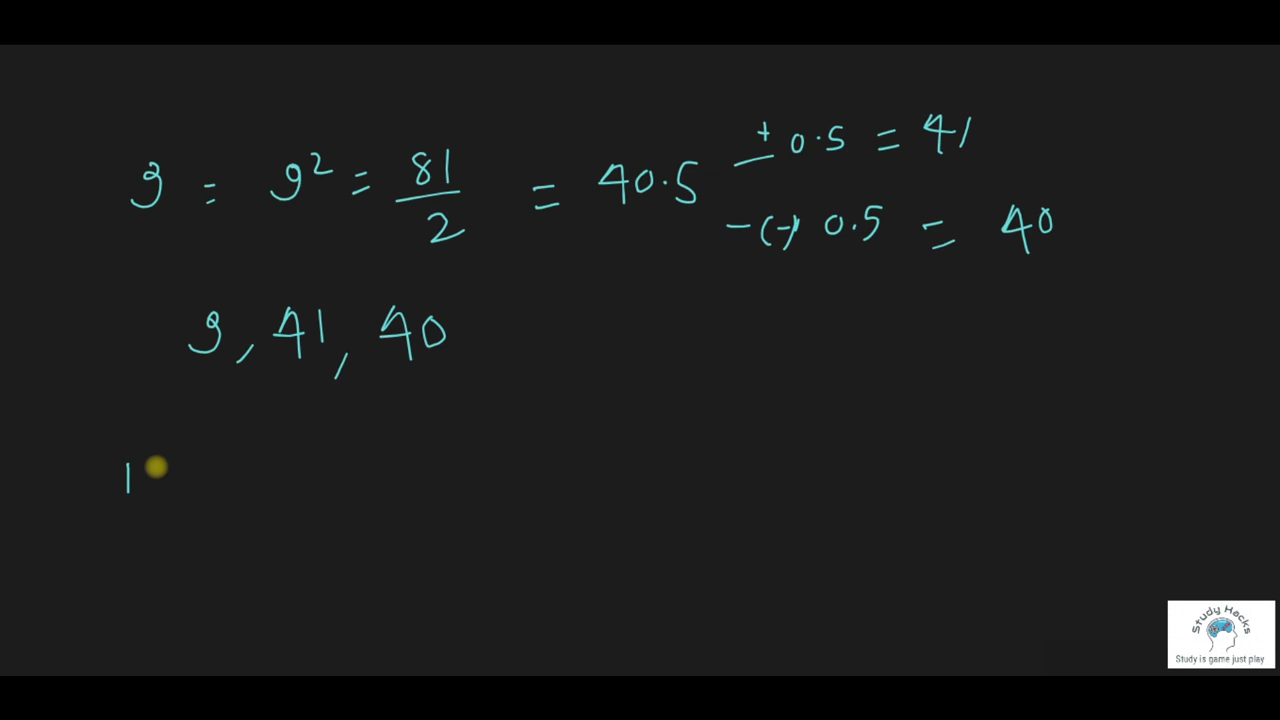 9 = 9² = 81/2 = 40.5 + 0.5 = 41
- (-) 0.5 = 40
9, 41, 40
1
Study Hacks
Study is game just play